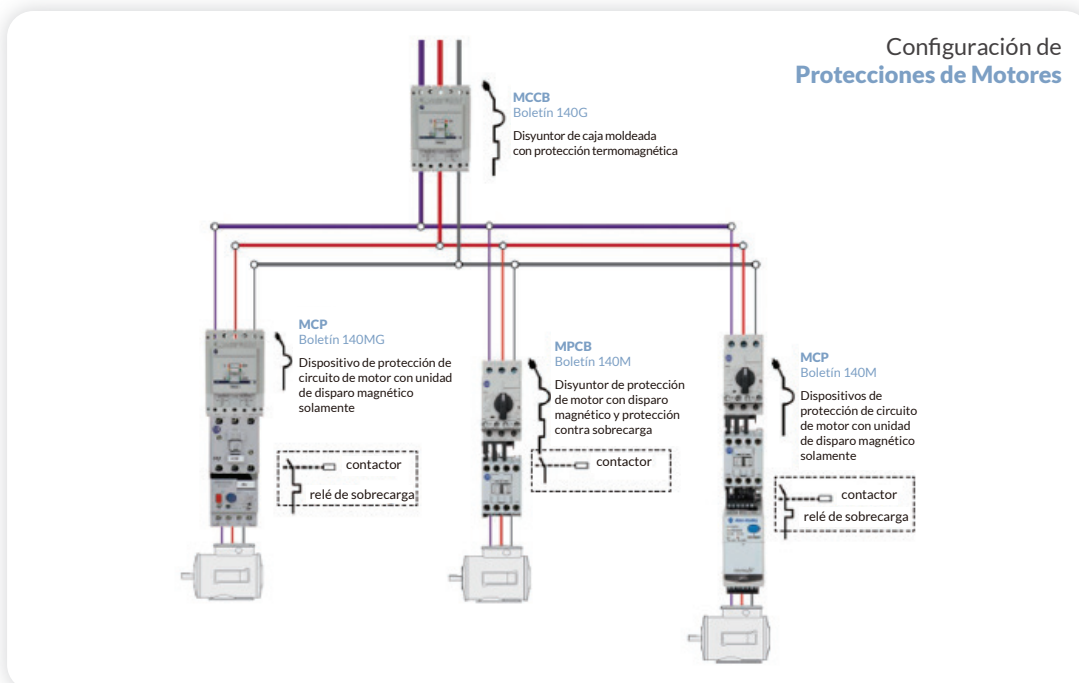 Configuración de
Protecciones de Motores
MCCB
Boletín 140G
Disyuntor de caja moldeada
con protección termomagnética
MCP
Boletín 140MG
Dispositivo de protección de
circuito de motor con unidad
de disparo magnético
solamente
contactor
relé de sobrecarga
MPCB
Boletín 140M
Disyuntor de protección
de motor con disparo
magnético y protección
contra sobrecarga
contactor
MCP
Boletín 140M
Dispositivos de
protección de circuito
de motor con unidad
de disparo magnético
solamente
contactor
relé de sobrecarga